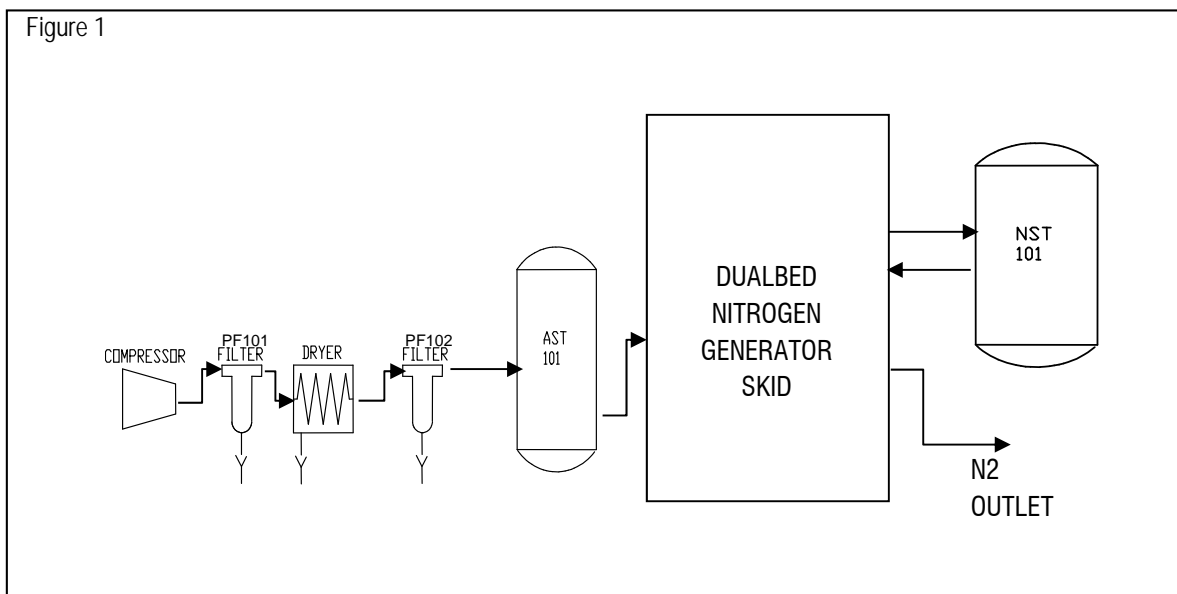 Figure 1
COMPRESSOR
PF101
FILTER
DRYER
PF102
FILTER
AST
101
DUALBED
NITROGEN
GENERATOR
SKID
NST
101
N2
OUTLET